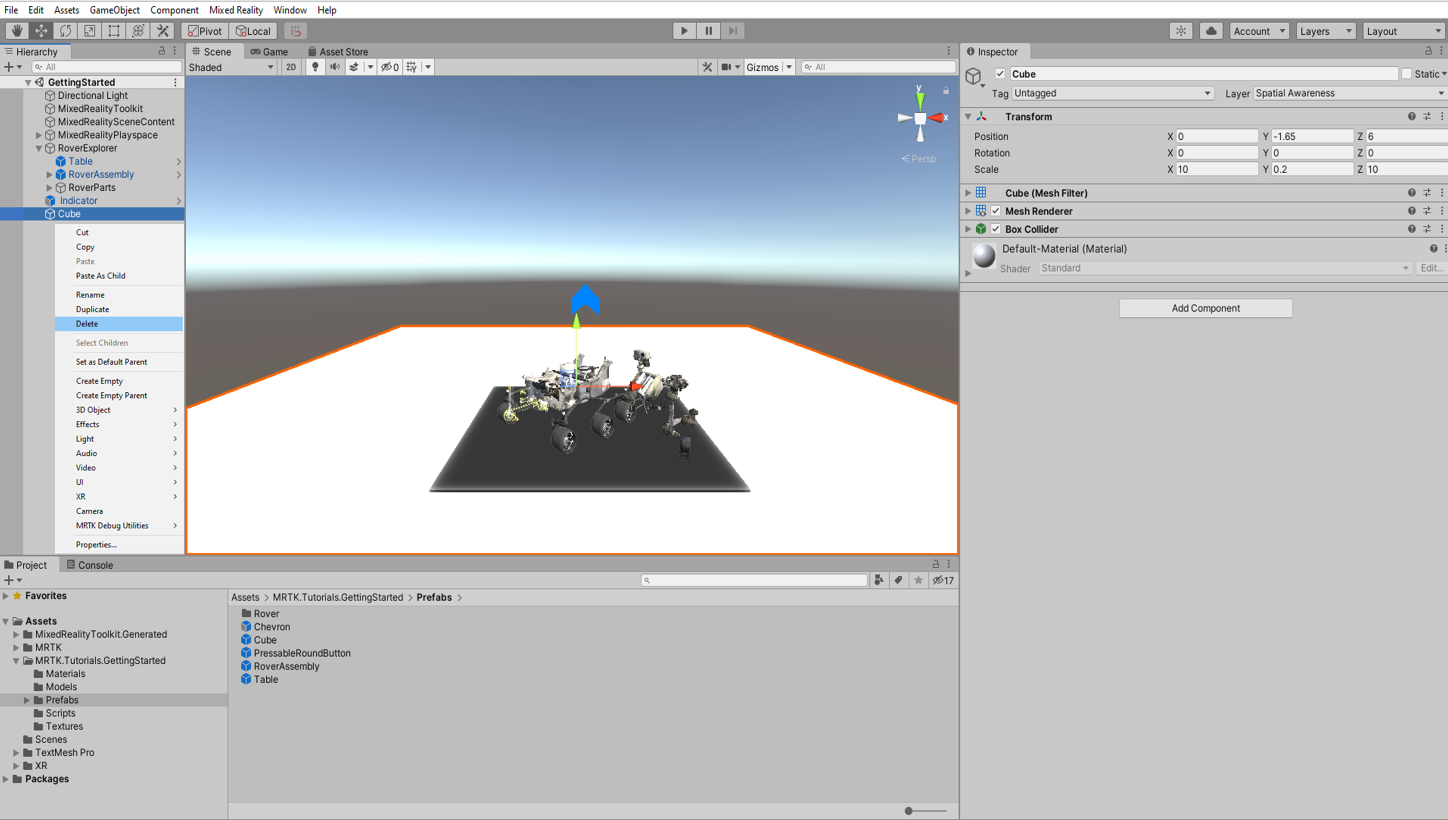 File Edit Assets GameObject Component Mixed Reality Window Help
Pivot Local Account Layers Layout
Hierarchy
All
GettingStarted
Directional Light
MixedRealityToolkit
MixedRealitySceneContent
MixedRealityPlayspace
RoverExplorer
Table
RoverAssembly
RoverParts
Indicator
Cube
Cut
Copy
Paste
Paste As Child
Rename
Duplicate
Delete
Select Children
Set as Default Parent
Create Empty
Create Empty Parent
3D Object
Effects
Light
Audio
Video
UI
XR
Camera
MRTK Debug Utilities
Properties...
Scene Game Asset Store
Shaded 2D 0 Gizmos All
y
x
Persp
Inspector
Cube Static
Tag Untagged Layer Spatial Awareness
Transform
Position X 0 Y -1.65 Z 6
Rotation X 0 Y 0 Z 0
Scale X 10 Y 0.2 Z 10
Cube (Mesh Filter)
Mesh Renderer
Box Collider
Default-Material (Material)
Shader Standard Edit...
Add Component
Project Console
17
Favorites
Assets
MixedRealityToolkit.Generated
MRTK
MRTK.Tutorials.GettingStarted
Materials
Models
Prefabs
Scripts
Textures
Scenes
TextMesh Pro
XR
Packages
Assets > MRTK.Tutorials.GettingStarted > Prefabs >
Rover
Chevron
Cube
PressableRoundButton
RoverAssembly
Table